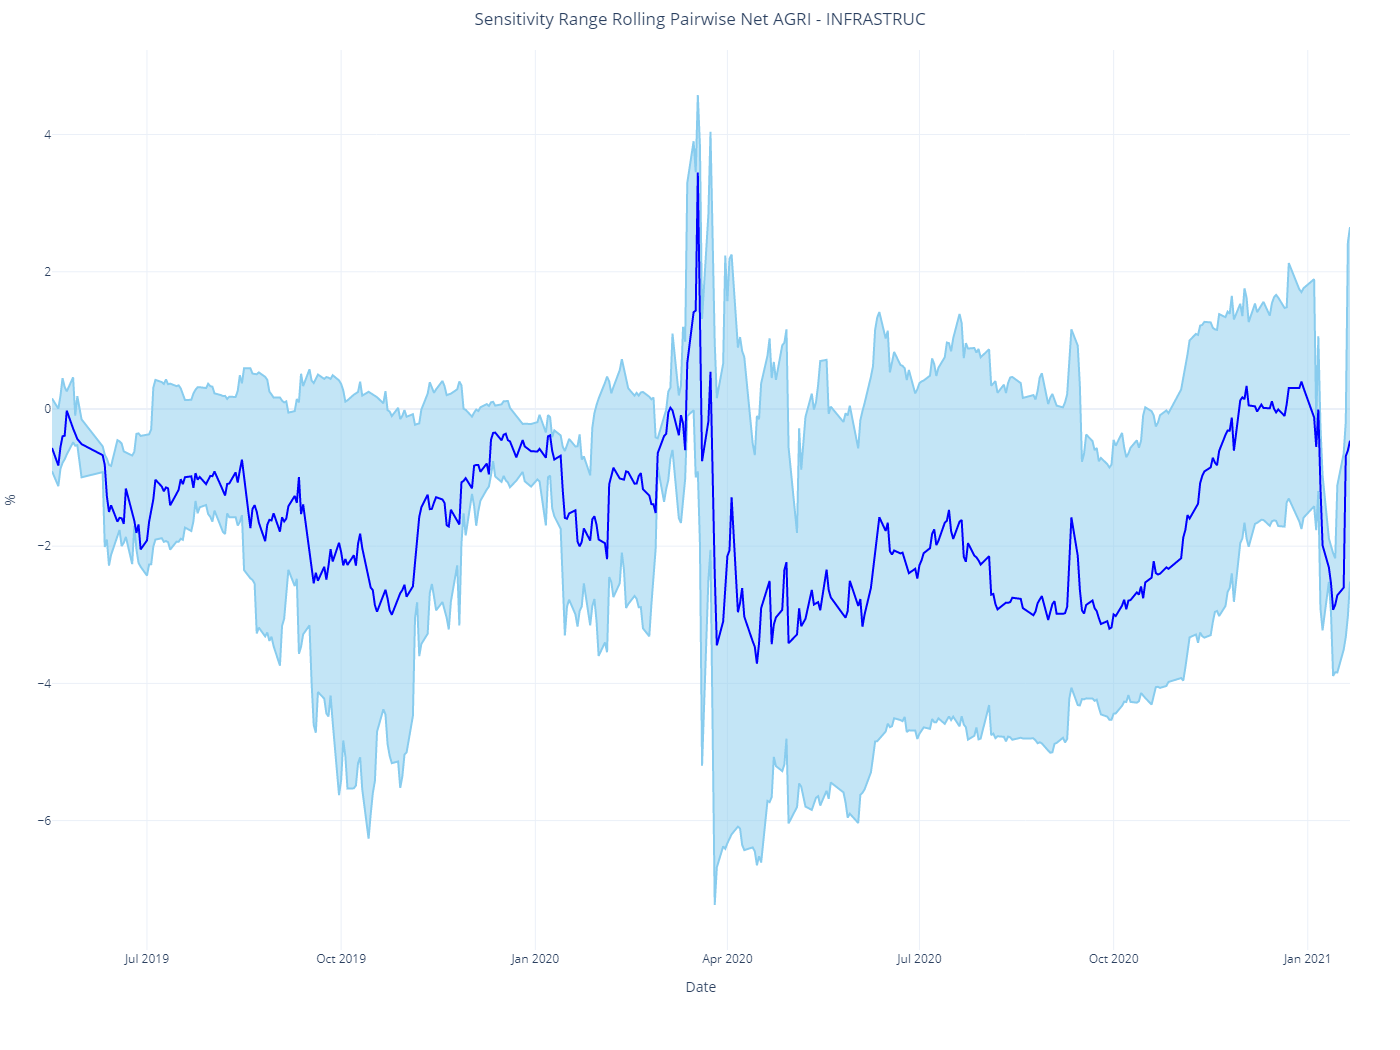 Sensitivity Range Rolling Pairwise Net AGRI - INFRASTRUC
4
2
0
−2
−4
−6
%
Jul 2019
Oct 2019
Jan 2020
Apr 2020
Jul 2020
Oct 2020
Jan 2021
Date